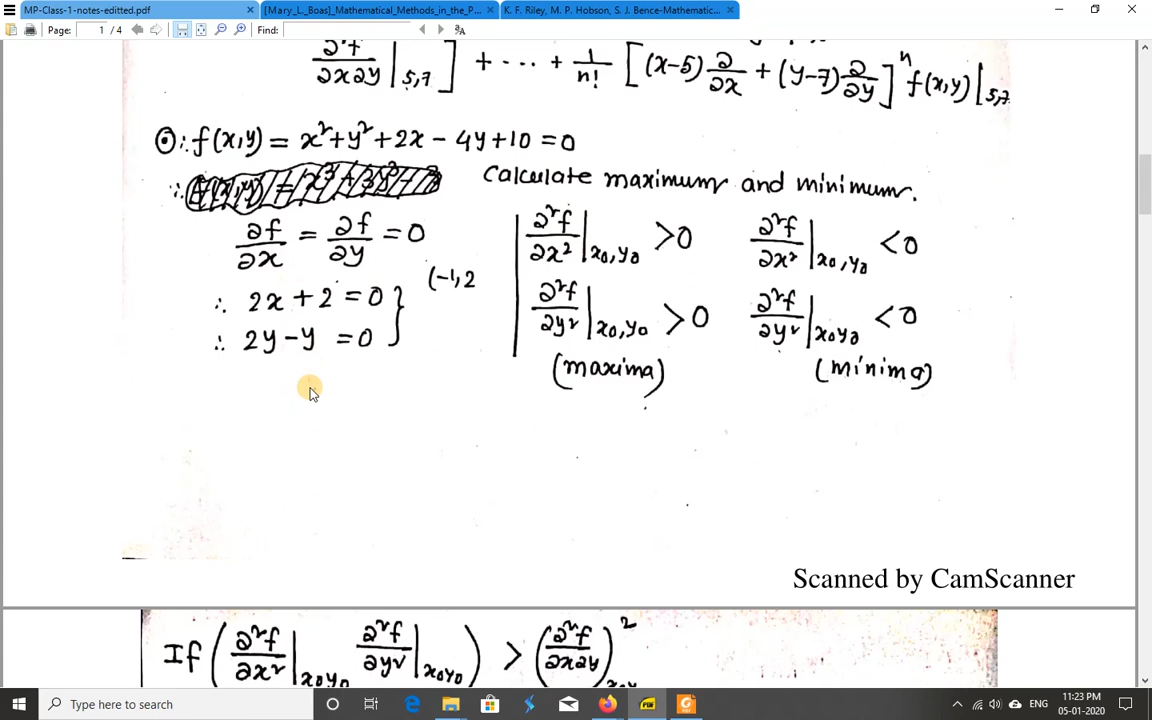 MP-Class-1-notes-editted.pdf × [Mary_L._Boas]_Mathematical_Methods_in_the_P... × K. F. Riley, M. P. Hobson, S. J. Bence-Mathematic... ×
Page: 1 / 4 Find:
∂²f/∂x∂y |5,7 ] + ··· + 1/n! [(x-5) ∂/∂x + (y-7) ∂/∂y]ⁿ f(x,y)|5,7
⊙∴ f(x,y) = x²+y²+2x - 4y+10 =0
∴ Calculate maximum and minimum.
∂f/∂x = ∂f/∂y = 0
∂²f/∂x² |x₀,y₀ >0 ∂²f/∂x² |x₀,y₀ <0
∴ 2x + 2 = 0 } (-1,2
∴ 2y - y = 0
∂²f/∂y² |x₀,y₀ >0 ∂²f/∂y² |x₀y₀ <0
(maxima) (minima)
Scanned by CamScanner
If (∂²f/∂x² |x₀y₀ ∂²f/∂y² |x₀y₀) > (∂²f/∂x∂y)²
Type here to search
ENG
11:23 PM
05-01-2020